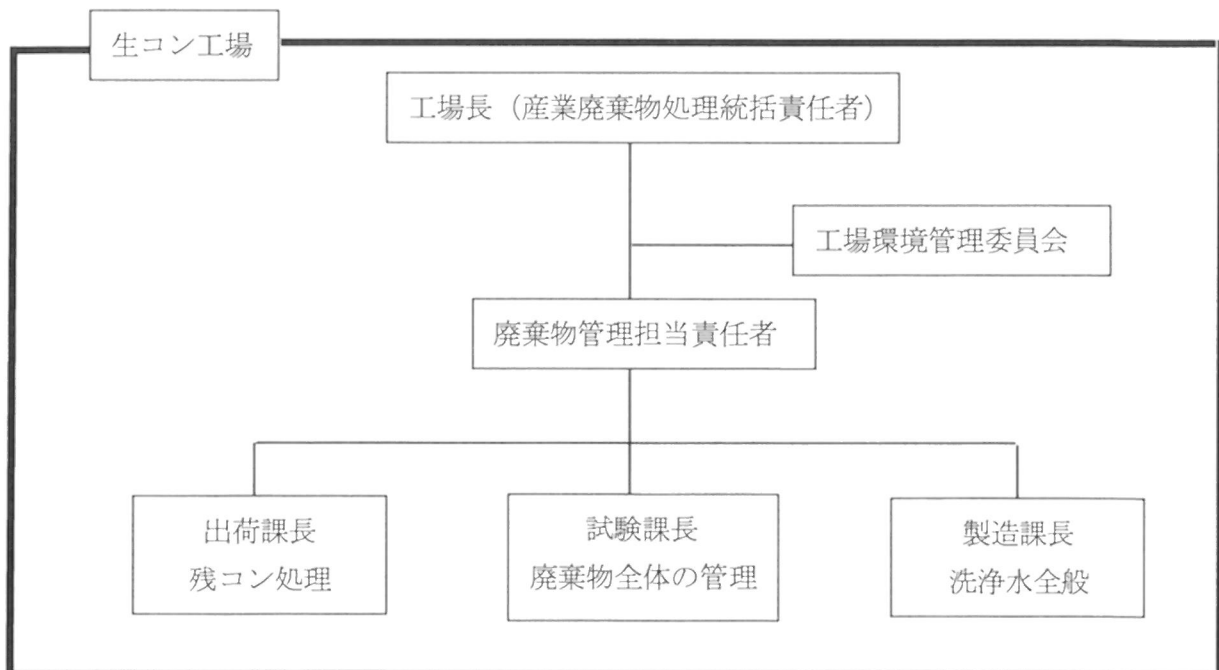 生コン工場
工場長（産業廃棄物処理統括責任者）
工場環境管理委員会
廃棄物管理担当責任者
出荷課長
残コン処理
試験課長
廃棄物全体の管理
製造課長
洗浄水全般